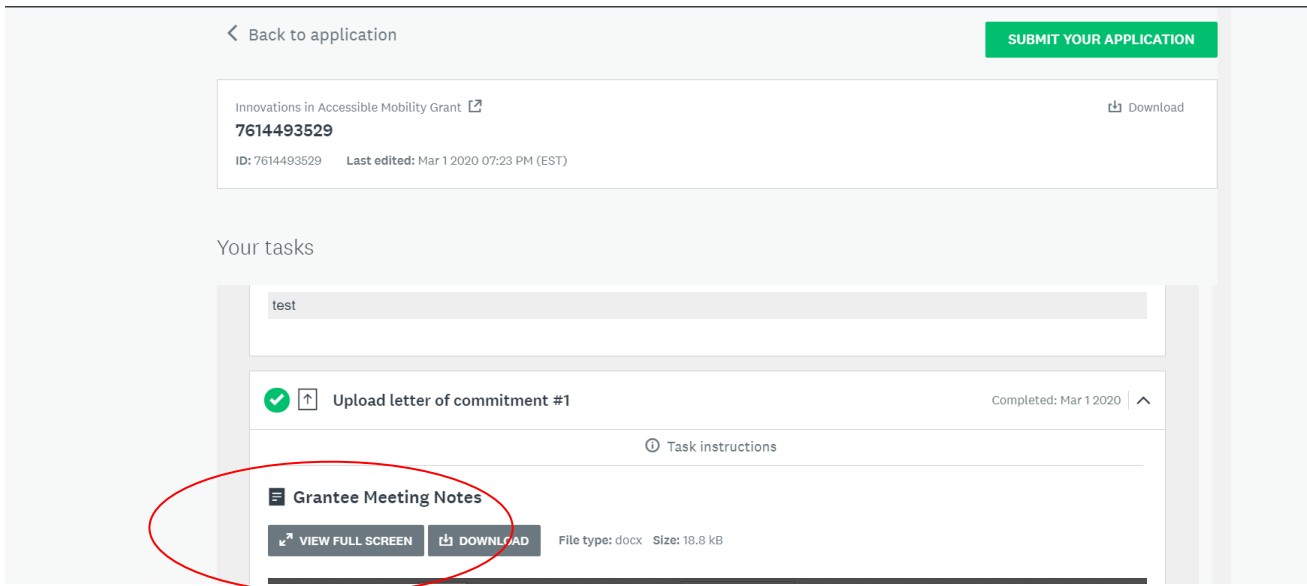 Back to application
SUBMIT YOUR APPLICATION
Innovations in Accessible Mobility Grant
Download
7614493529
ID: 7614493529 Last edited: Mar 1 2020 07:23 PM (EST)
Your tasks
test
Upload letter of commitment #1
Completed: Mar 1 2020
Task instructions
Grantee Meeting Notes
VIEW FULL SCREEN DOWNLOAD File type: docx Size: 18.8 kB